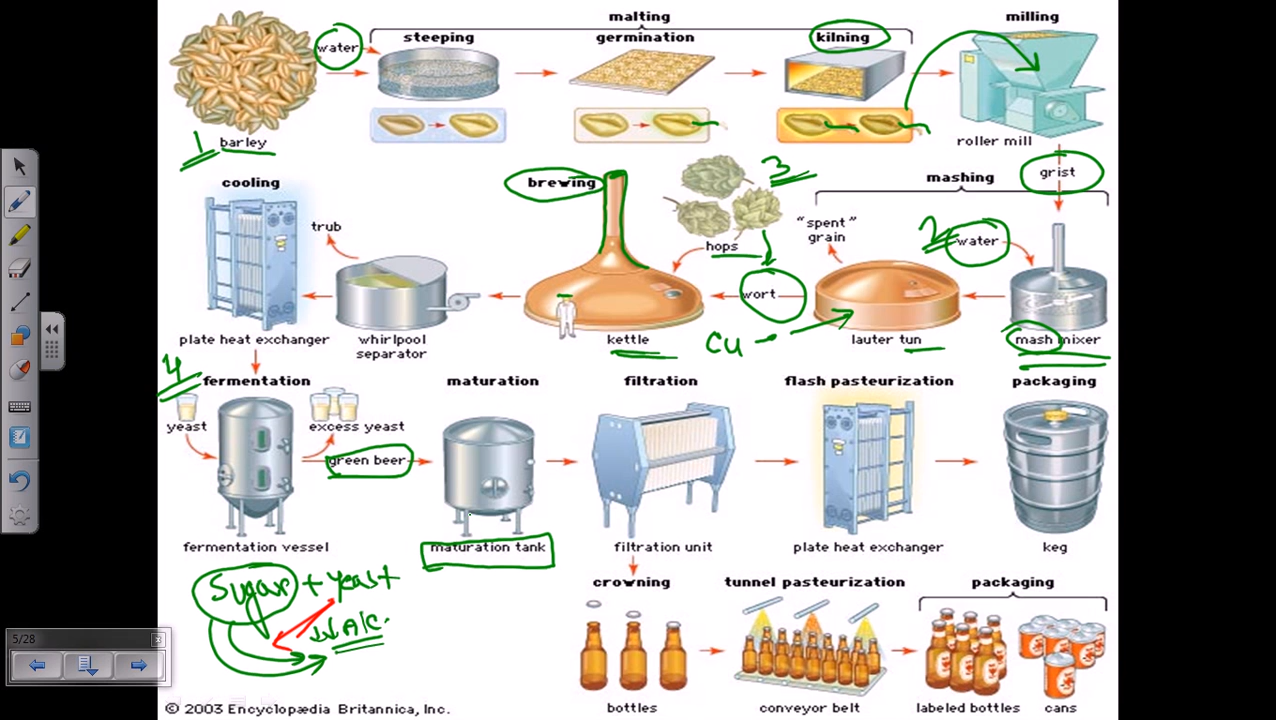 malting
milling
water
steeping
germination
kilning
1
barley
roller mill
cooling
brewing
3
mashing
grist
trub
hops
"spent"
grain
2
water
wort
Cu
plate heat exchanger
whirlpool
separator
kettle
lauter tun
mash mixer
4
fermentation
maturation
filtration
flash pasteurization
packaging
yeast
excess yeast
green beer
fermentation vessel
maturation tank
filtration unit
plate heat exchanger
keg
Sugar + yeast
crowning
tunnel pasteurization
packaging
5/28
© 2003 Encyclopædia Britannica, Inc.
bottles
conveyor belt
labeled bottles
cans